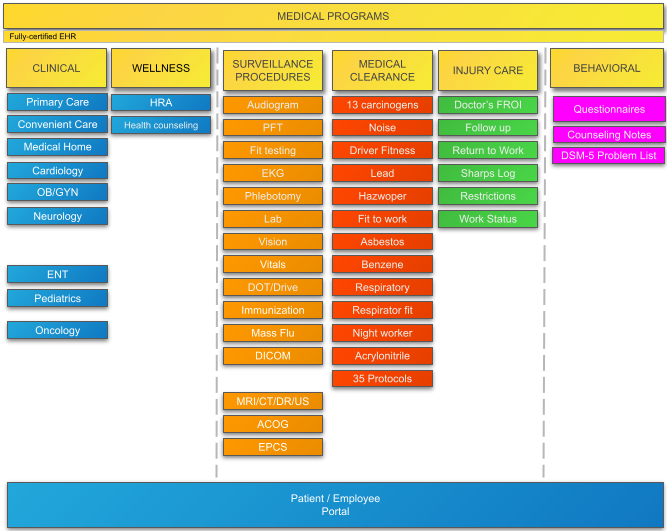 MEDICAL PROGRAMS
Fully-certified EHR
CLINICAL
Primary Care
Convenient Care
Medical Home
Cardiology
OB/GYN
Neurology
ENT
Pediatrics
Oncology
WELLNESS
HRA
Health counseling
SURVEILLANCE
PROCEDURES
Audiogram
PFT
Fit testing
EKG
Phlebotomy
Lab
Vision
Vitals
DOT/Drive
Immunization
Mass Flu
DICOM
MRI/CT/DR/US
ACOG
EPCS
MEDICAL
CLEARANCE
13 carcinogens
Noise
Driver Fitness
Lead
Hazwoper
Fit to work
Asbestos
Benzene
Respiratory
Respirator fit
Night worker
Acrylonitrile
35 Protocols
INJURY CARE
Doctor's FROI
Follow up
Return to Work
Sharps Log
Restrictions
Work Status
BEHAVIORAL
Questionnaires
Counseling Notes
DSM-5 Problem List
Patient / Employee
Portal